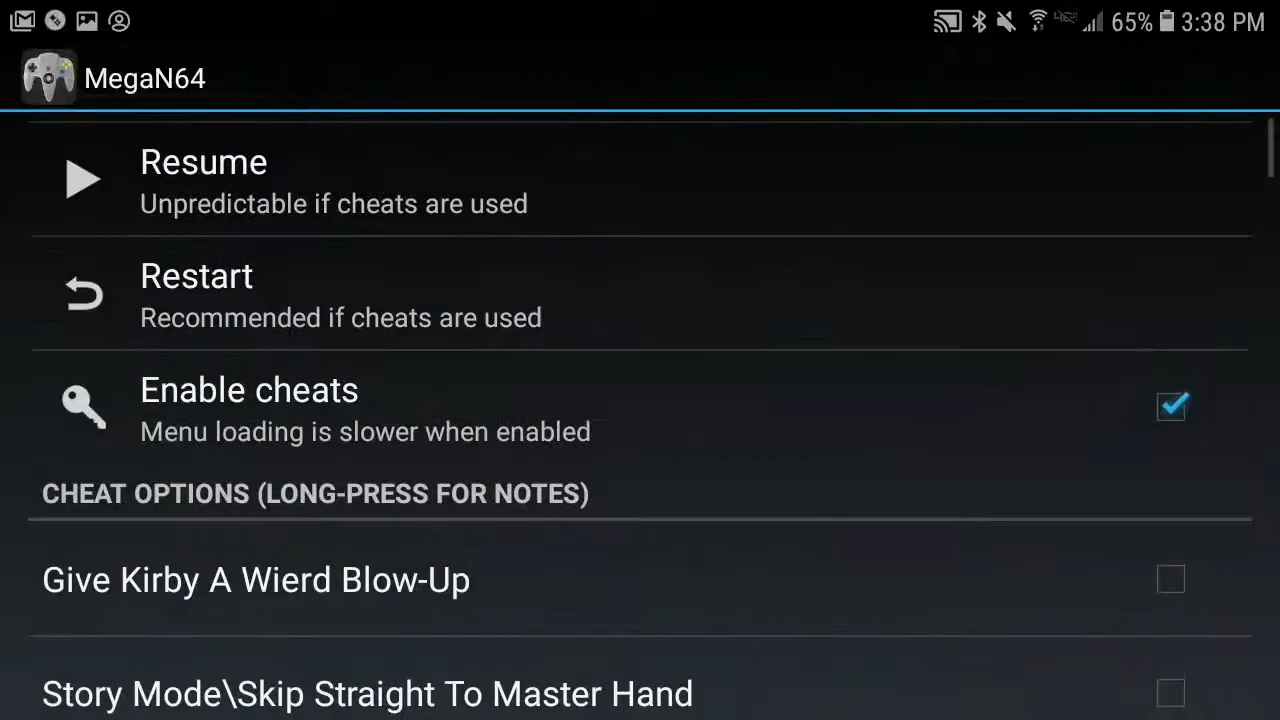 65% 3:38 PM
MegaN64
Resume
Unpredictable if cheats are used
Restart
Recommended if cheats are used
Enable cheats
Menu loading is slower when enabled
CHEAT OPTIONS (LONG-PRESS FOR NOTES)
Give Kirby A Wierd Blow-Up
Story Mode\Skip Straight To Master Hand